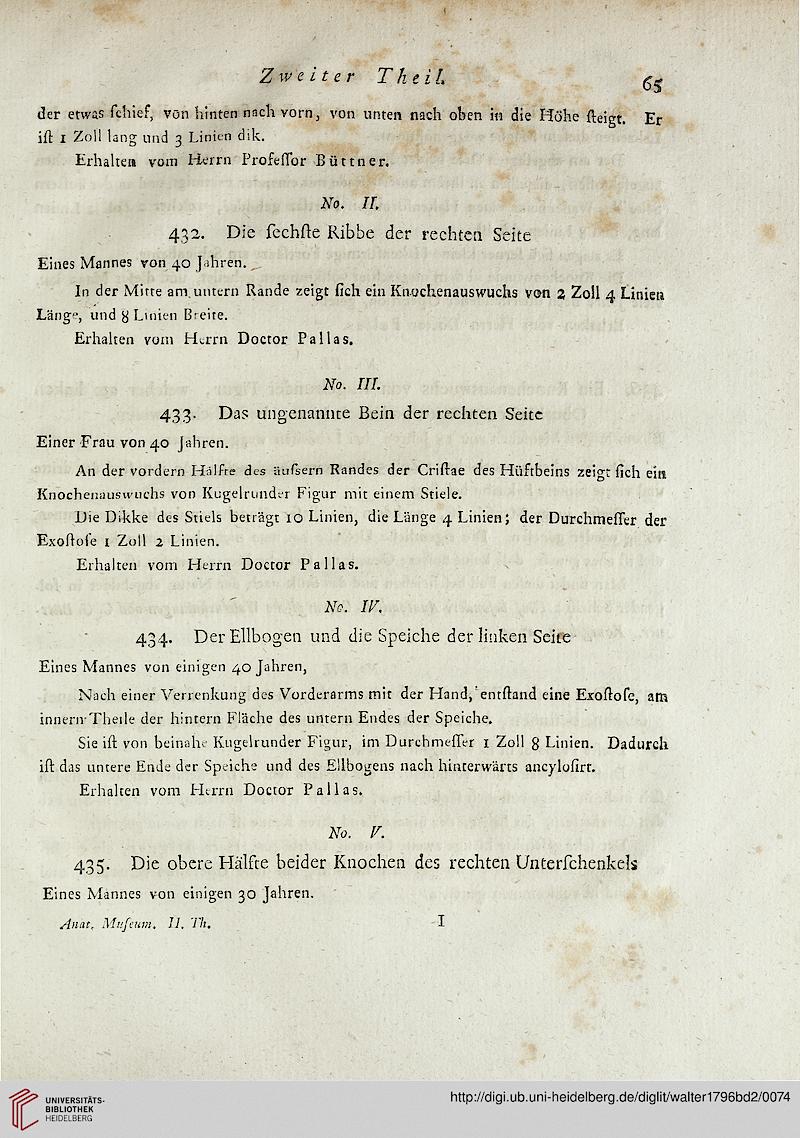 Zweiter Theil. 65
der etwas ſchief, von hinten nach vorn, von unten nach oben in die Höhe ſteigt. Er
iſt 1 Zoll lang und 3 Linien dik.
Erhalten vom Herrn Profeſſor Büttner.
No. II.
432. Die ſechſte Ribbe der rechten Seite
Eines Mannes von 40 Jahren.
In der Mitte am untern Rande zeigt ſich ein Knochenauswuchs von 2 Zoll 4 Linien
Länge, und 8 Linien Breite.
Erhalten vom Herrn Doctor Pallas.
No. III.
433. Das ungenannte Bein der rechten Seite
Einer Frau von 40 Jahren.
An der vordern Hälfte des äuſsern Randes der Criſtae des Hüftbeins zeigt ſich ein
Knochenauswuchs von Kugelrunder Figur mit einem Stiele.
Die Dikke des Stiels beträgt 10 Linien, die Länge 4 Linien; der Durchmeſſer der
Exoſtoſe 1 Zoll 2 Linien.
Erhalten vom Herrn Doctor Pallas.
No. IV.
434. Der Ellbogen und die Speiche der linken Seite
Eines Mannes von einigen 40 Jahren,
Nach einer Verrenkung des Vorderarms mit der Hand, entſtand eine Exoſtoſe, am
innern Theile der hintern Fläche des untern Endes der Speiche.
Sie iſt von beinahe Kugelrunder Figur, im Durchmeſſer 1 Zoll 8 Linien. Dadurch
iſt das untere Ende der Speiche und des Ellbogens nach hinterwärts ancyloſirt.
Erhalten vom Herrn Doctor Pallas.
No. V.
435. Die obere Hälfte beider Knochen des rechten Unterſchenkels
Eines Mannes von einigen 30 Jahren.
Anat. Muſeum. II. Th. I
UNIVERSITÄTS-
BIBLIOTHEK
HEIDELBERG
http://digi.ub.uni-heidelberg.de/diglit/walter1796bd2/0074